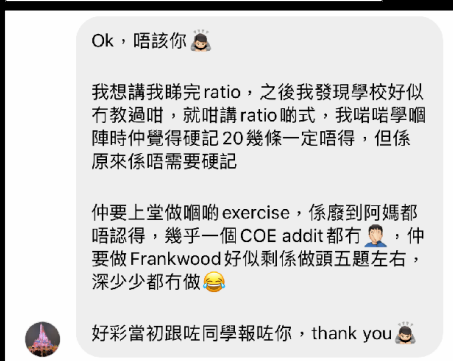 Ok，唔該你🙇🏻‍♂️
我想講我睇完ratio，之後我發現學校好似
冇教過咁，就咁講ratio啲式，我啱啱學嗰
陣時仲覺得硬記20幾條一定唔得，但係
原來係唔需要硬記
仲要上堂做嗰啲exercise，係廢到阿媽都
唔認得，幾乎一個COE addit都冇🤦🏻‍♂️，仲
要做Frankwood好似剩係做頭五題左右，
深少少都冇做😂
好彩當初跟咗同學報咗你，thank you🙇🏻‍♂️